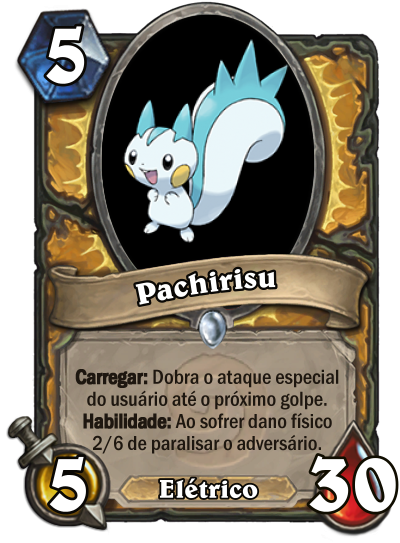 5
Pachirisu
Carregar: Dobra o ataque especial
do usuário até o próximo golpe.
Habilidade: Ao sofrer dano físico
2/6 de paralisar o adversário.
5
Elétrico
30